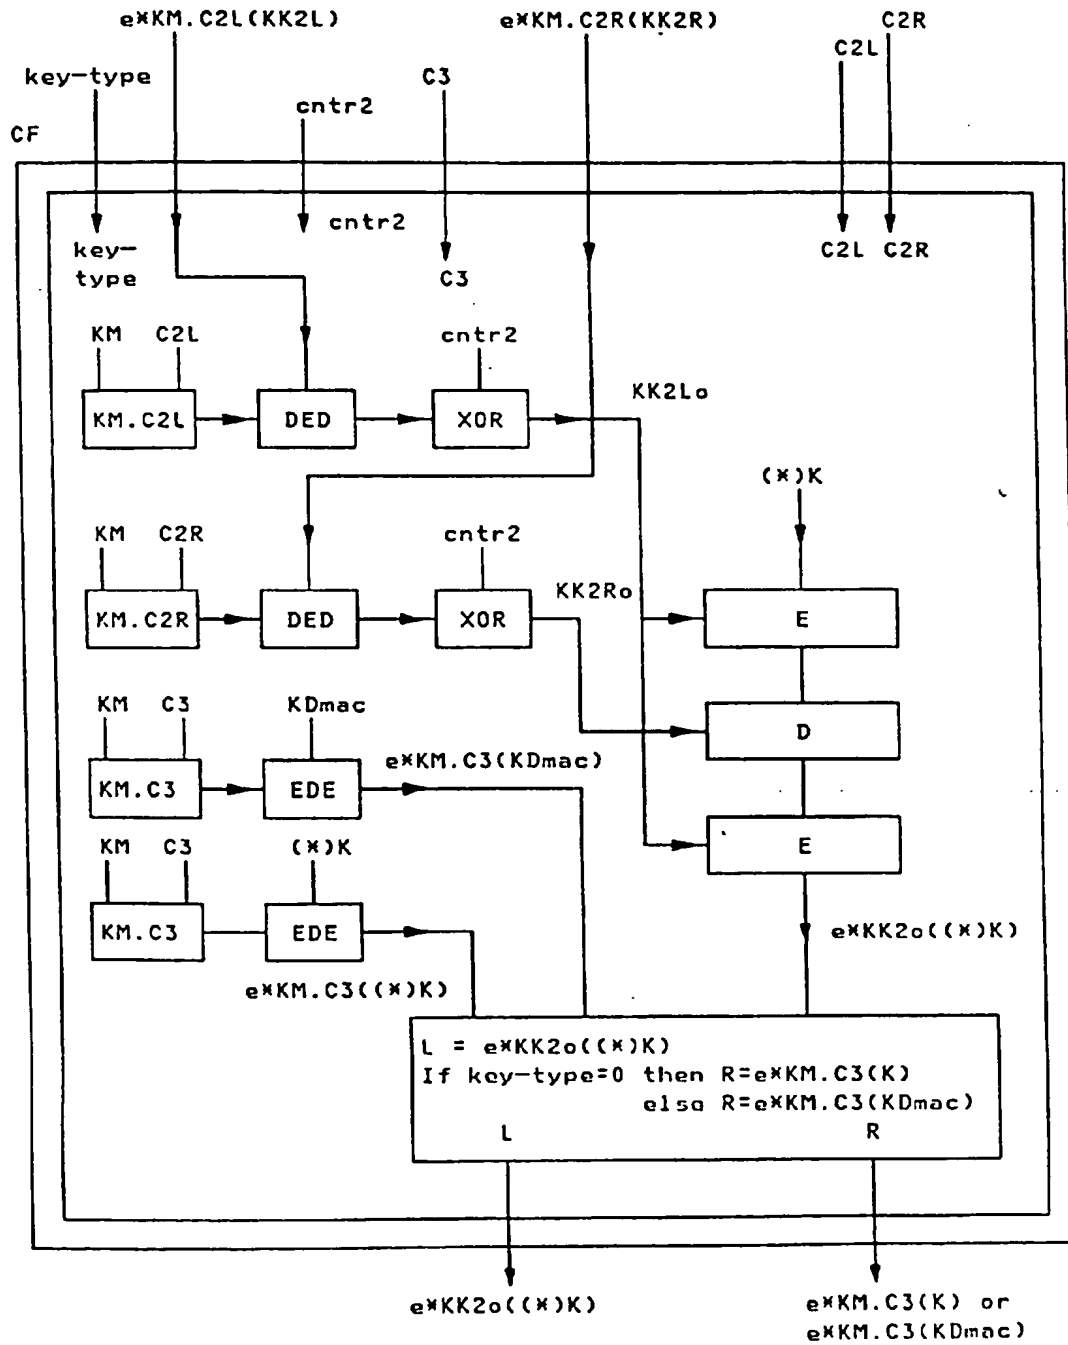 e*KM.C2L(KK2L)
e*KM.C2R(KK2R)
C2R
C2L
key-type
C3
cntr2
CF
cntr2
key-
type
C3
C2L C2R
KM C2L
cntr2
KK2Lo
KM.C2L
DED
XOR
(*)K
KM C2R
cntr2
KK2Ro
KM.C2R
DED
XOR
E
KM C3
KDmac
D
e*KM.C3(KDmac)
KM.C3
EDE
KM C3
(*)K
E
KM.C3
EDE
e*KK2o((*)K)
e*KM.C3((*)K)
L = e*KK2o((*)K)
If key-type=0 then R=e*KM.C3(K)
else R=e*KM.C3(KDmac)
L
R
e*KK2o((*)K)
e*KM.C3(K) or
e*KM.C3(KDmac)